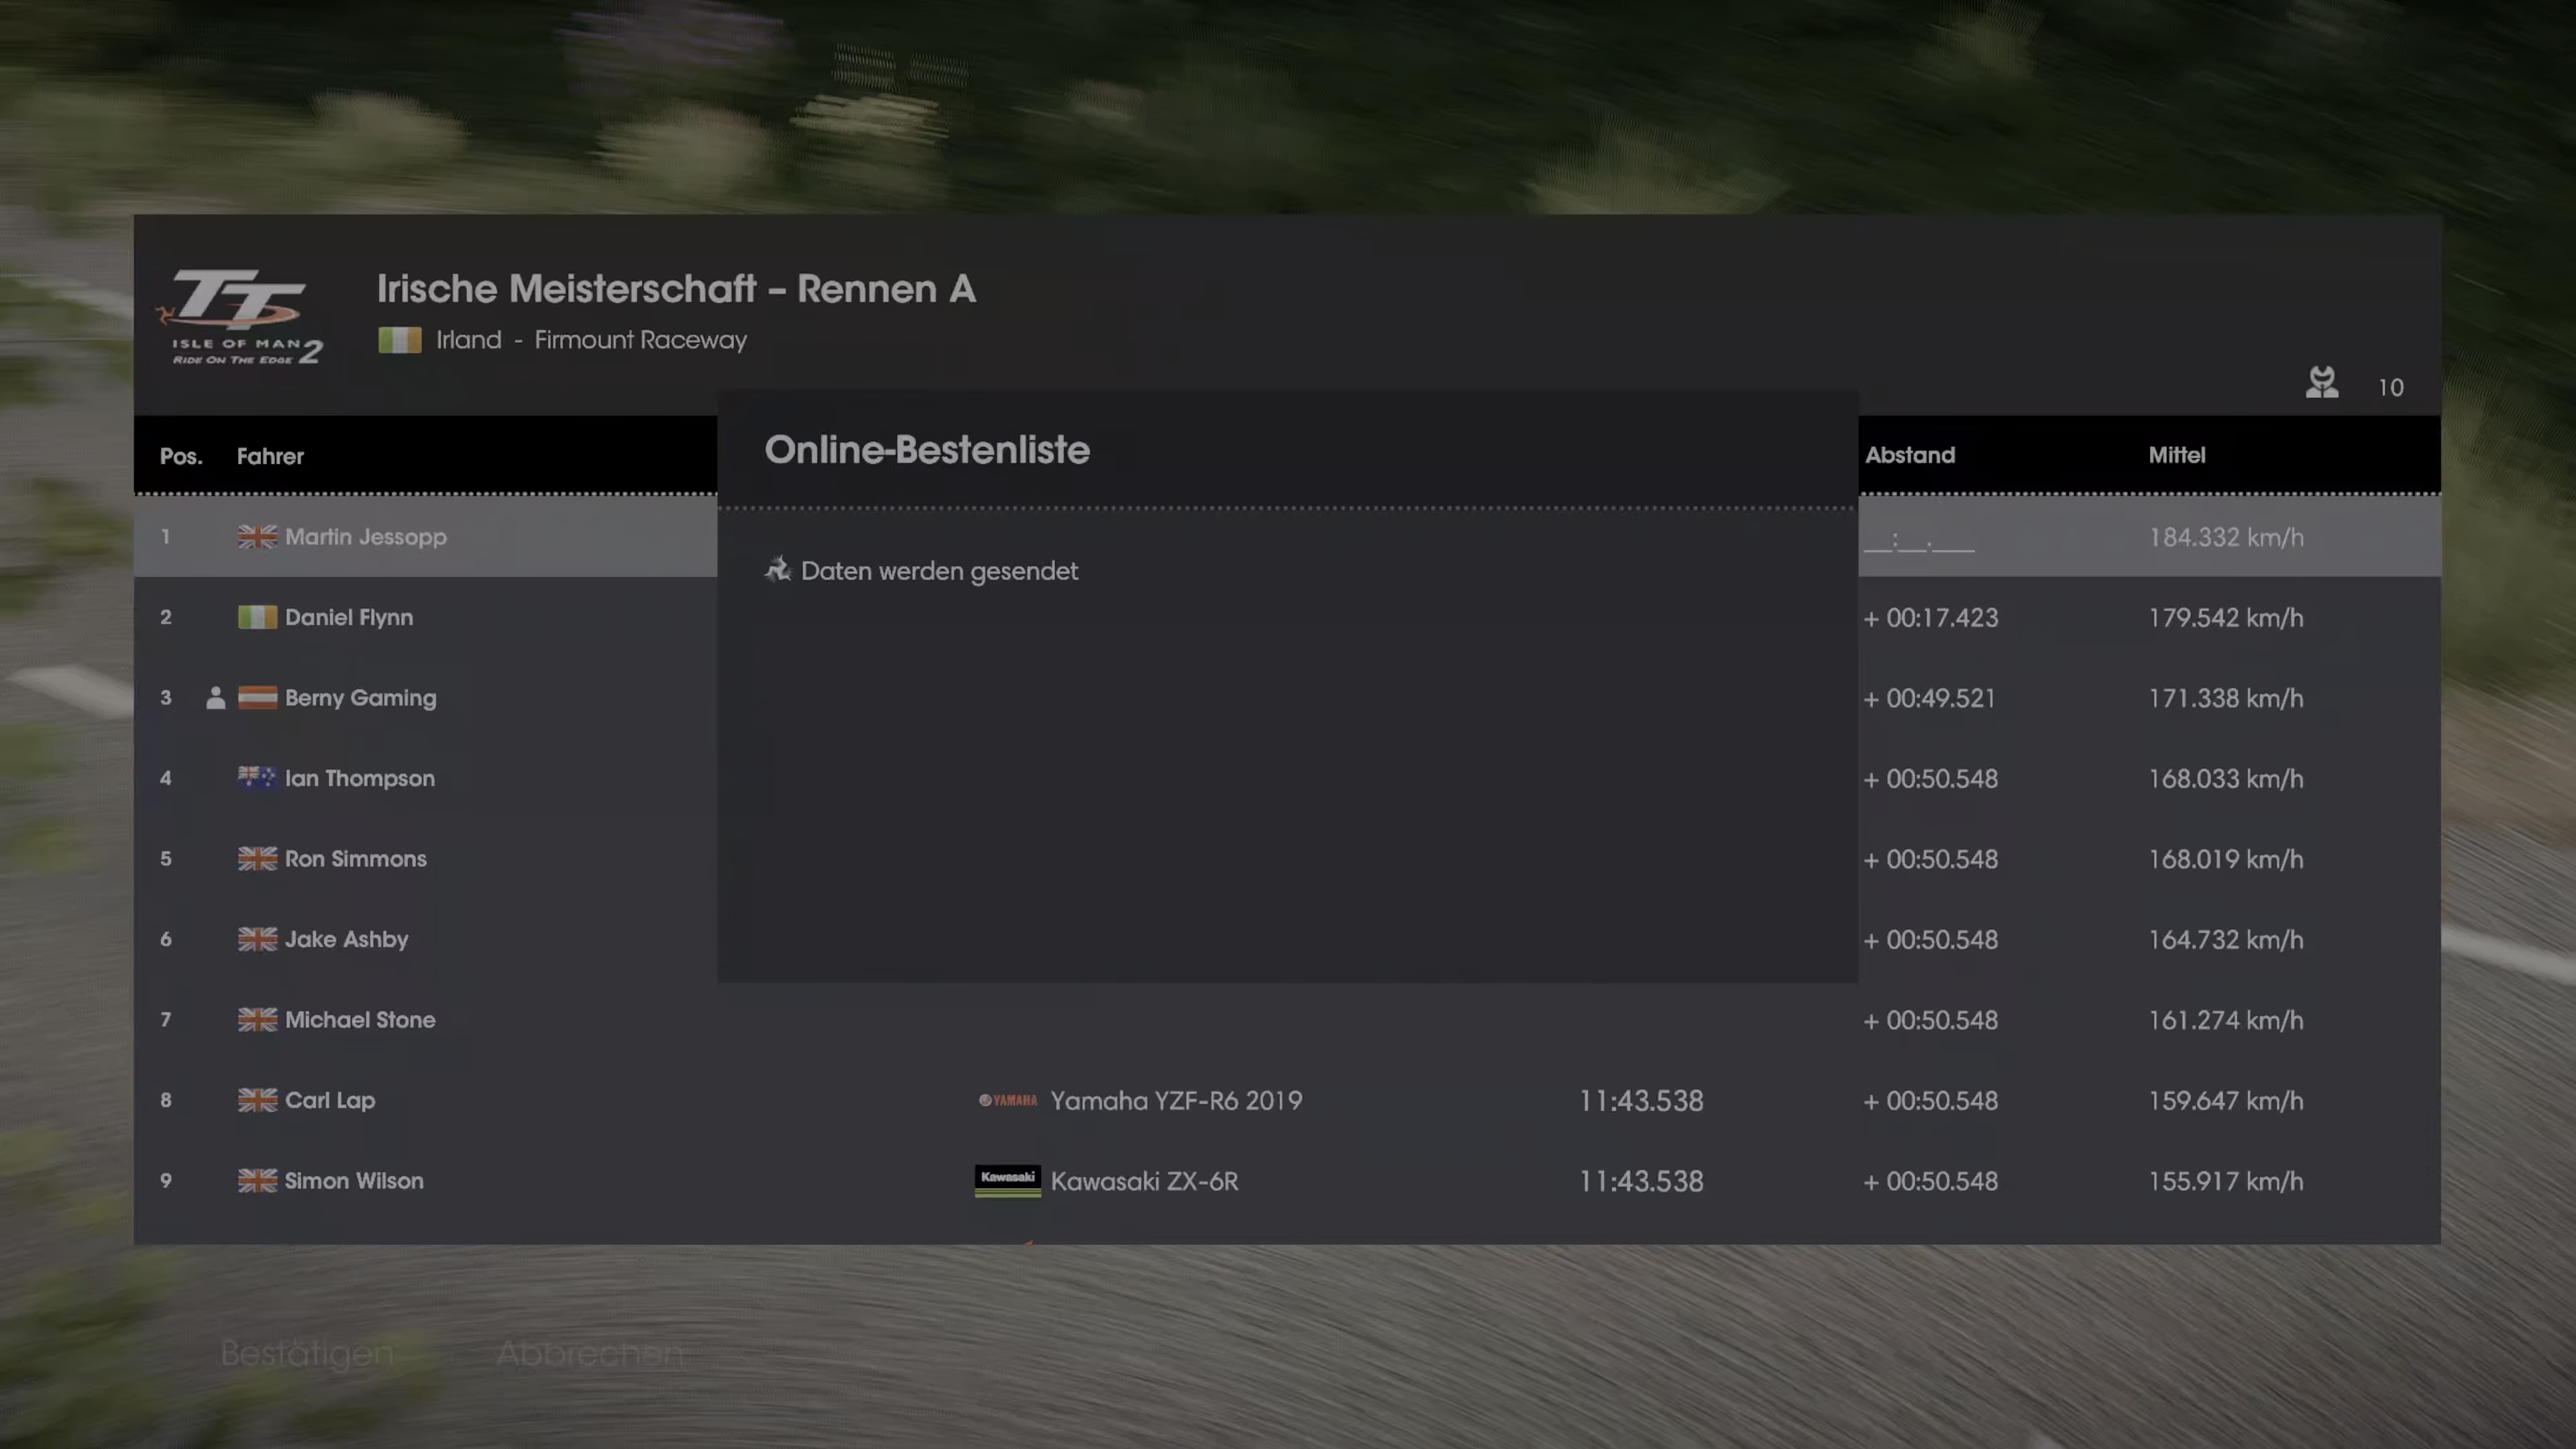 TT
ISLE OF MAN 2
RIDE ON THE EDGE
Irische Meisterschaft – Rennen A
Irland - Firmount Raceway
10
Pos. Fahrer Abstand Mittel
Online-Bestenliste
Daten werden gesendet
1 Martin Jessopp __:__.___ 184.332 km/h
2 Daniel Flynn + 00:17.423 179.542 km/h
3 Berny Gaming + 00:49.521 171.338 km/h
4 Ian Thompson + 00:50.548 168.033 km/h
5 Ron Simmons + 00:50.548 168.019 km/h
6 Jake Ashby + 00:50.548 164.732 km/h
7 Michael Stone + 00:50.548 161.274 km/h
8 Carl Lap YAMAHA Yamaha YZF-R6 2019 11:43.538 + 00:50.548 159.647 km/h
9 Simon Wilson Kawasaki Kawasaki ZX-6R 11:43.538 + 00:50.548 155.917 km/h
Bestätigen Abbrechen